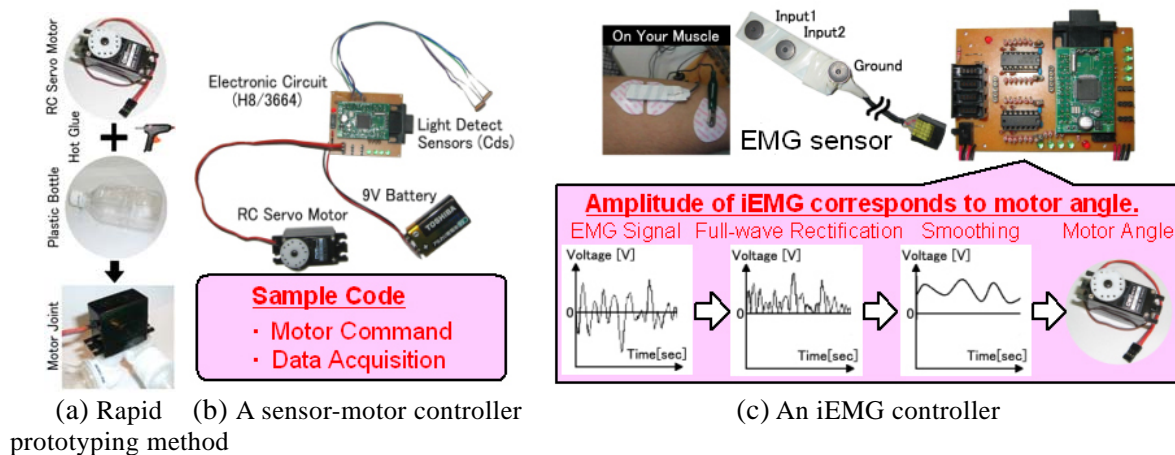 RC Servo Motor
Hot Glue
Plastic Bottle
Motor Joint
(a) Rapid
prototyping method
Electronic Circuit
(H8/3664)
Light Detect
Sensors (Cds)
9V Battery
TOSHIBA
RC Servo Motor
Sample Code
・ Motor Command
・ Data Acquisition
(b) A sensor-motor controller
On Your Muscle
Input1
Input2
Ground
EMG sensor
Amplitude of iEMG corresponds to motor angle.
EMG Signal
Full-wave Rectification
Smoothing
Motor Angle
Voltage [V]
0
Time[sec]
Voltage [V]
0
Time[sec]
Voltage [V]
0
Time[sec]
(c) An iEMG controller